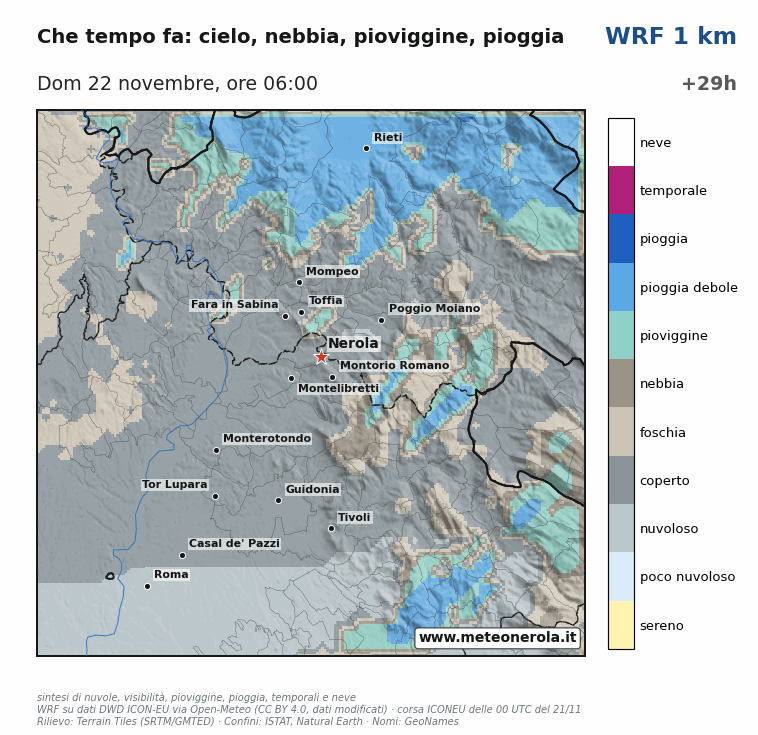 Che tempo fa: cielo, nebbia, pioviggine, pioggia
WRF 1 km
Dom 22 novembre, ore 06:00
+29h
Rieti
Mompeo
Fara in Sabina
Toffia
Poggio Moiano
Nerola
Montorio Romano
Montelibretti
Monterotondo
Tor Lupara
Guidonia
Tivoli
Casal de' Pazzi
Roma
www.meteonerola.it
neve
temporale
pioggia
pioggia debole
pioviggine
nebbia
foschia
coperto
nuvoloso
poco nuvoloso
sereno
sintesi di nuvole, visibilità, pioviggine, pioggia, temporali e neve
WRF su dati DWD ICON-EU via Open-Meteo (CC BY 4.0, dati modificati) · corsa ICONEU delle 00 UTC del 21/11
Rilievo: Terrain Tiles (SRTM/GMTED) · Confini: ISTAT, Natural Earth · Nomi: GeoNames